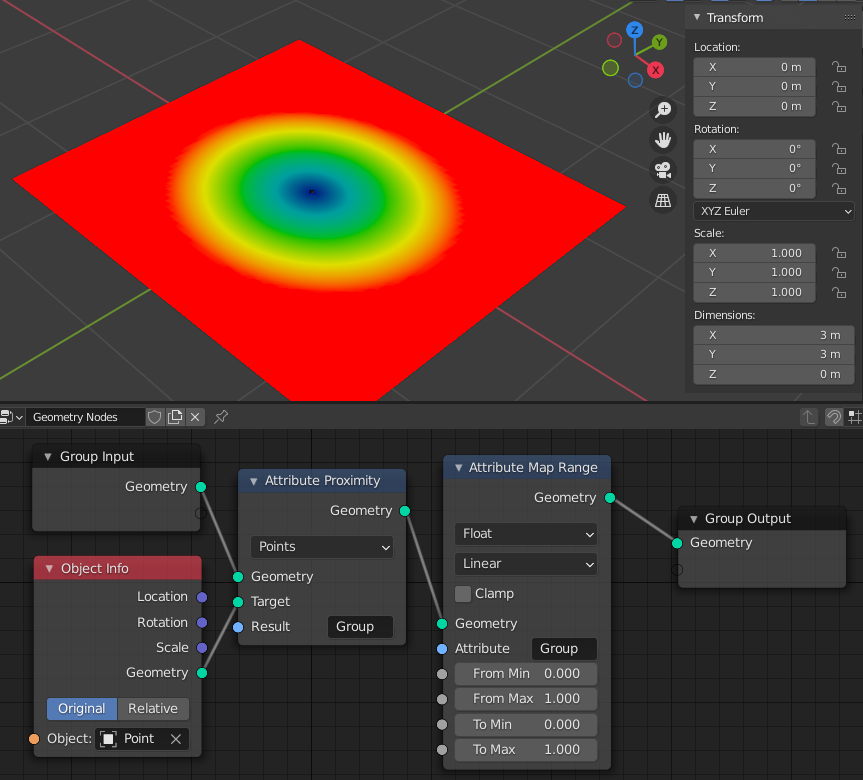 Transform
Location:
X 0 m
Y 0 m
Z 0 m
Rotation:
X 0°
Y 0°
Z 0°
XYZ Euler
Scale:
X 1.000
Y 1.000
Z 1.000
Dimensions:
X 3 m
Y 3 m
Z 0 m
Z
Y
X
Geometry Nodes
Group Input
Geometry
Object Info
Location
Rotation
Scale
Geometry
Original Relative
Object: Point
Attribute Proximity
Geometry
Points
Geometry
Target
Result Group
Attribute Map Range
Geometry
Float
Linear
Clamp
Geometry
Attribute Group
From Min 0.000
From Max 1.000
To Min 0.000
To Max 1.000
Group Output
Geometry